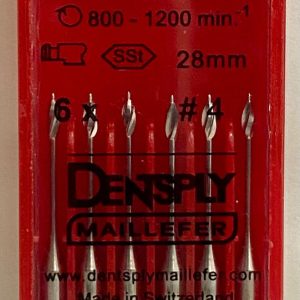 800 - 1200 min.⁻¹
SSt 28mm
6 x #4
DENTSPLY
MAILLEFER
www.dentsplymaillefer.com
Made in Switzerland